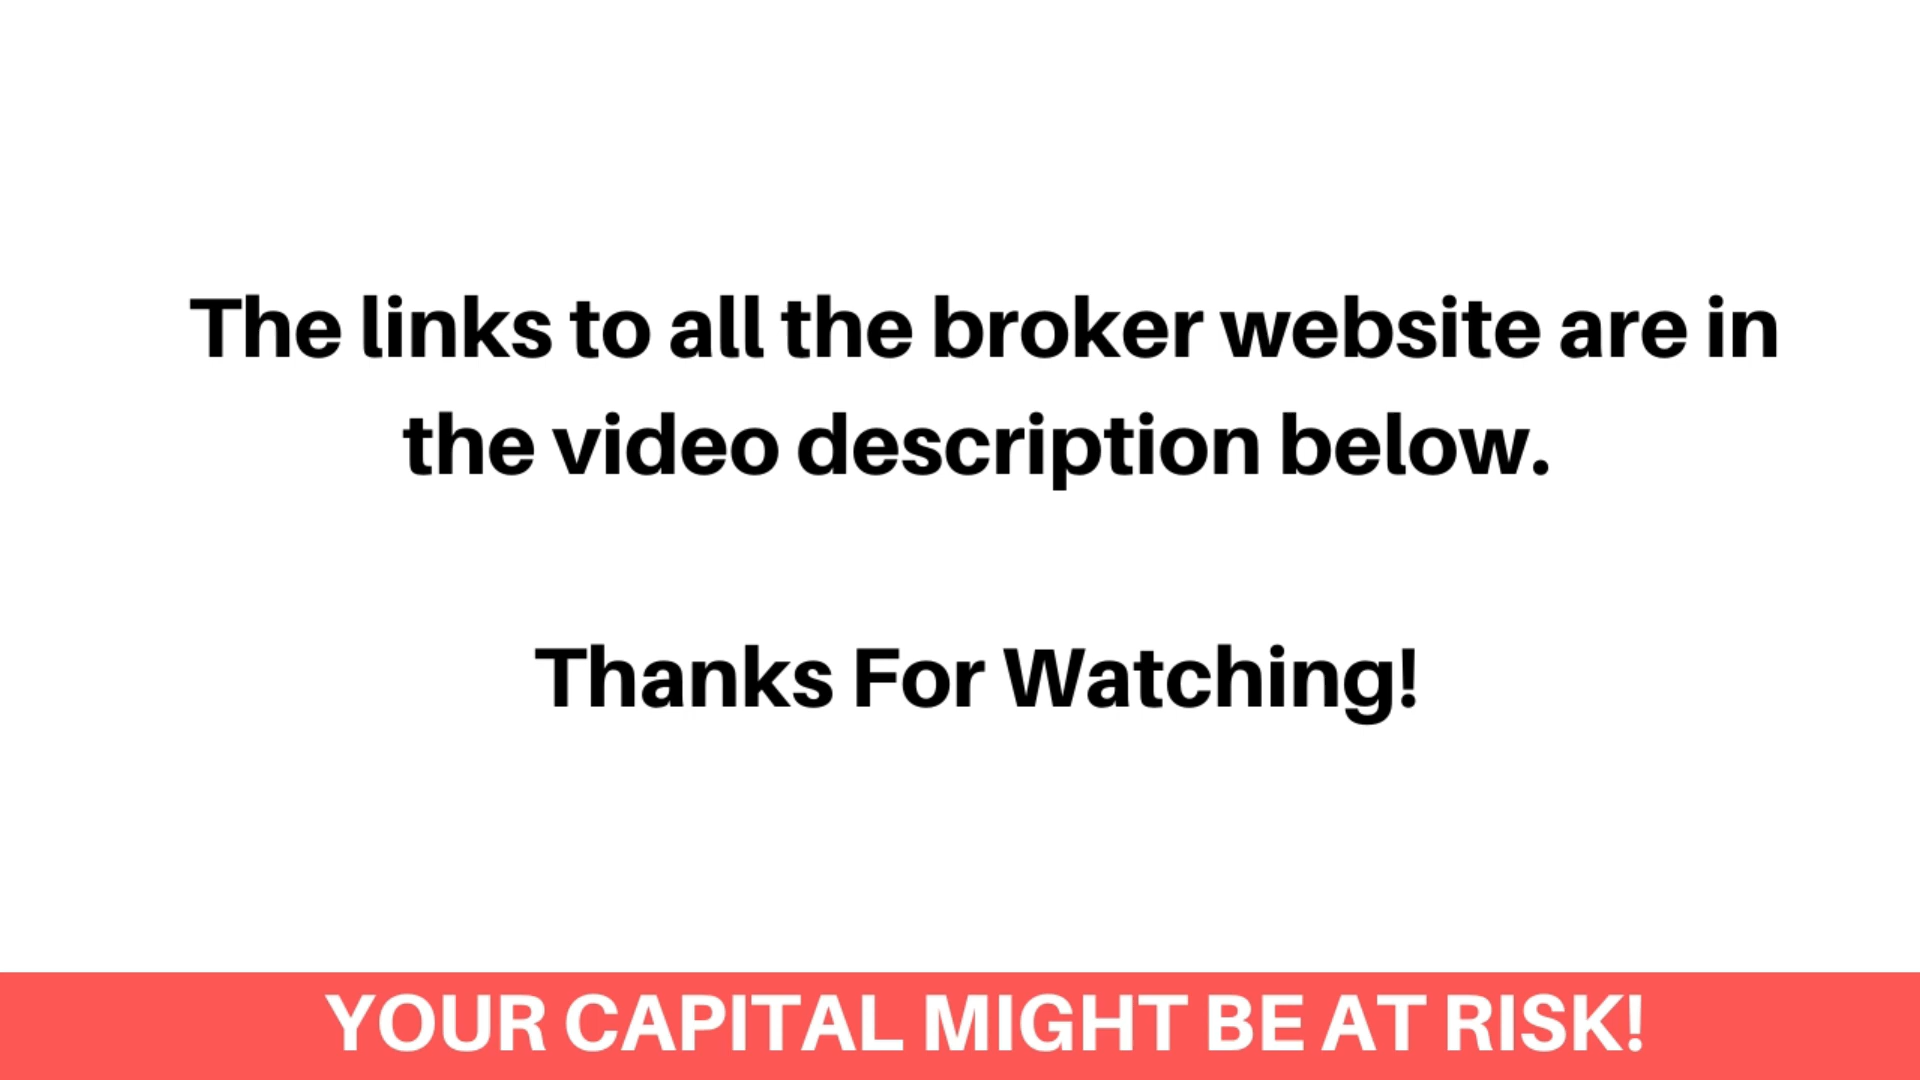 The links to all the broker website are in
the video description below.
Thanks For Watching!
YOUR CAPITAL MIGHT BE AT RISK!